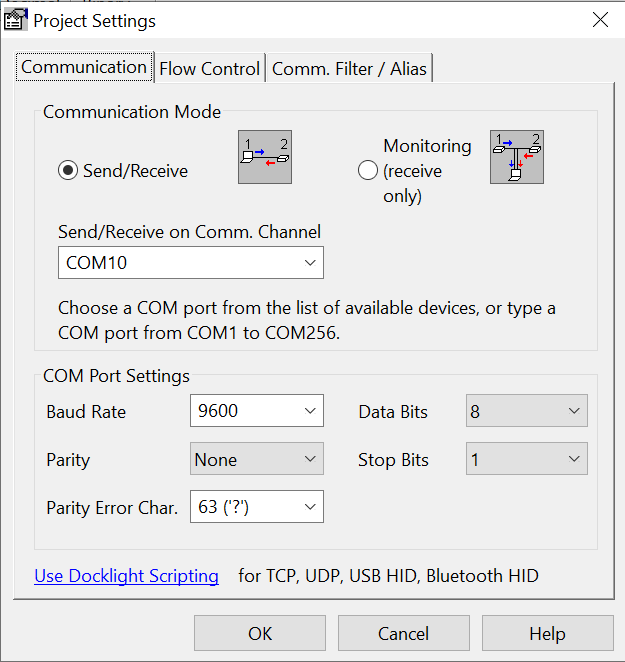 Project Settings
Communication
Flow Control
Comm. Filter / Alias
Communication Mode
Send/Receive
1 2
Monitoring
(receive
only)
1 2
Send/Receive on Comm. Channel
COM10
Choose a COM port from the list of available devices, or type a
COM port from COM1 to COM256.
COM Port Settings
Baud Rate
9600
Data Bits
8
Parity
None
Stop Bits
1
Parity Error Char.
63 ('?')
Use Docklight Scripting for TCP, UDP, USB HID, Bluetooth HID
OK
Cancel
Help